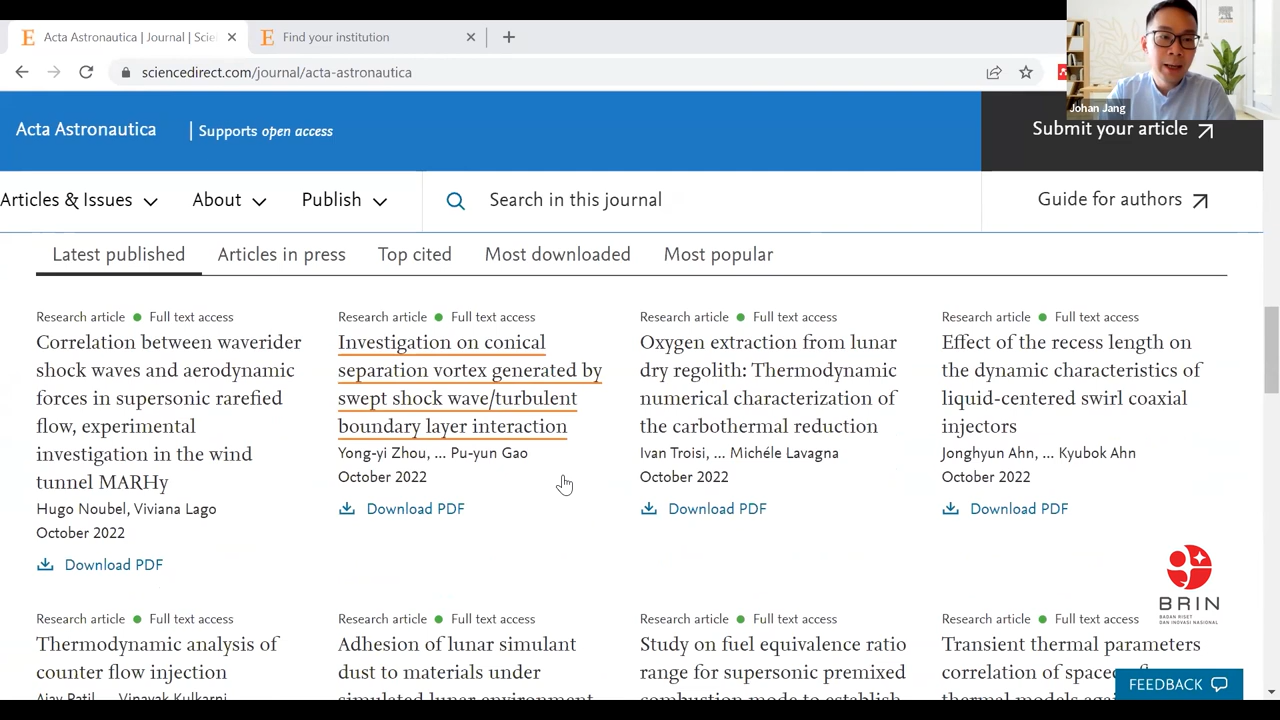 Acta Astronautica | Journal | Scie
Find your institution
sciencedirect.com/journal/acta-astronautica
Johan Jang
Acta Astronautica
Supports open access
Submit your article
Articles & Issues
About
Publish
Search in this journal
Guide for authors
Latest published
Articles in press
Top cited
Most downloaded
Most popular
Research article ● Full text access
Correlation between waverider
shock waves and aerodynamic
forces in supersonic rarefied
flow, experimental
investigation in the wind
tunnel MARHy
Hugo Noubel, Viviana Lago
October 2022
Download PDF
Research article ● Full text access
Investigation on conical
separation vortex generated by
swept shock wave/turbulent
boundary layer interaction
Yong-yi Zhou, ... Pu-yun Gao
October 2022
Download PDF
Research article ● Full text access
Oxygen extraction from lunar
dry regolith: Thermodynamic
numerical characterization of
the carbothermal reduction
Ivan Troisi, ... Michéle Lavagna
October 2022
Download PDF
Research article ● Full text access
Effect of the recess length on
the dynamic characteristics of
liquid-centered swirl coaxial
injectors
Jonghyun Ahn, ... Kyubok Ahn
October 2022
Download PDF
BRIN
BADAN RISET
DAN INOVASI NASIONAL
Research article ● Full text access
Thermodynamic analysis of
counter flow injection
Ajay Patil, ... Vinayak Kulkarni
Research article ● Full text access
Adhesion of lunar simulant
dust to materials under
simulated lunar environment
Research article ● Full text access
Study on fuel equivalence ratio
range for supersonic premixed
combustion mode to establish
Research article ● Full text access
Transient thermal parameters
correlation of
thermal models
FEEDBACK